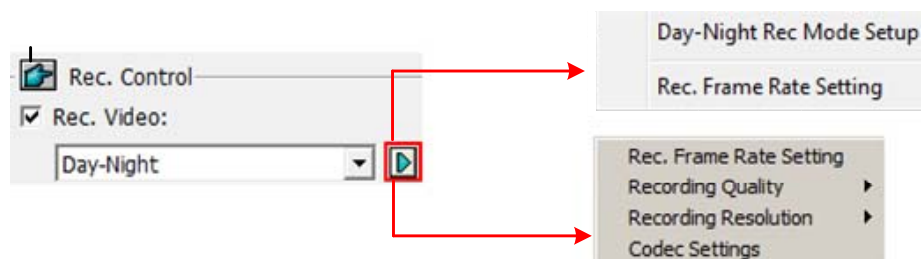 Rec. Control
Rec. Video:
Day-Night
Day-Night Rec Mode Setup
Rec. Frame Rate Setting
Rec. Frame Rate Setting
Recording Quality
Recording Resolution
Codec Settings